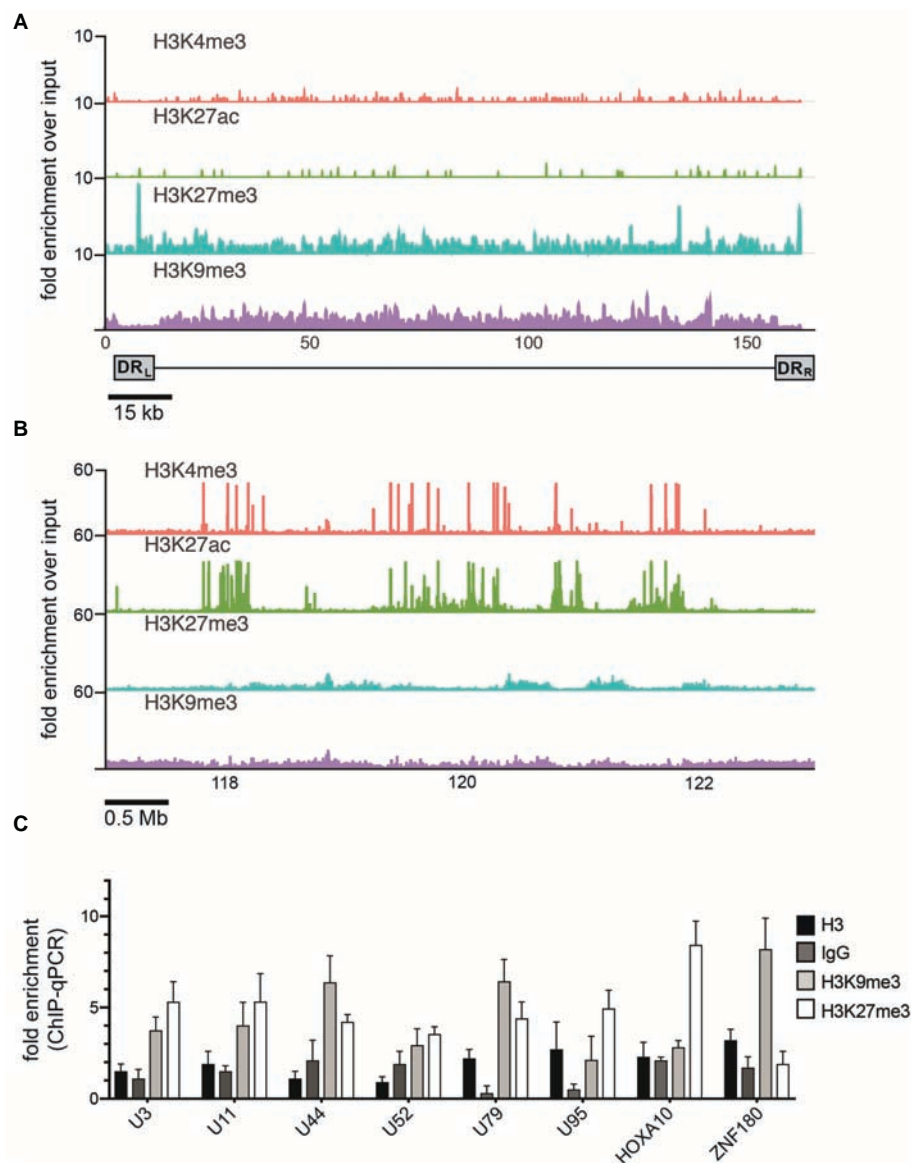 A
fold enrichment over input
10
H3K4me3
10
H3K27ac
10
H3K27me3
10
H3K9me3
0 50 100 150
DRL DRR
15 kb
B
fold enrichment over input
60
H3K4me3
60
H3K27ac
60
H3K27me3
60
H3K9me3
118 120 122
0.5 Mb
C
fold enrichment
(ChIP-qPCR)
10
5
0
H3
IgG
H3K9me3
H3K27me3
U3 U11 U44 U52 U79 U95 HOXA10 ZNF180